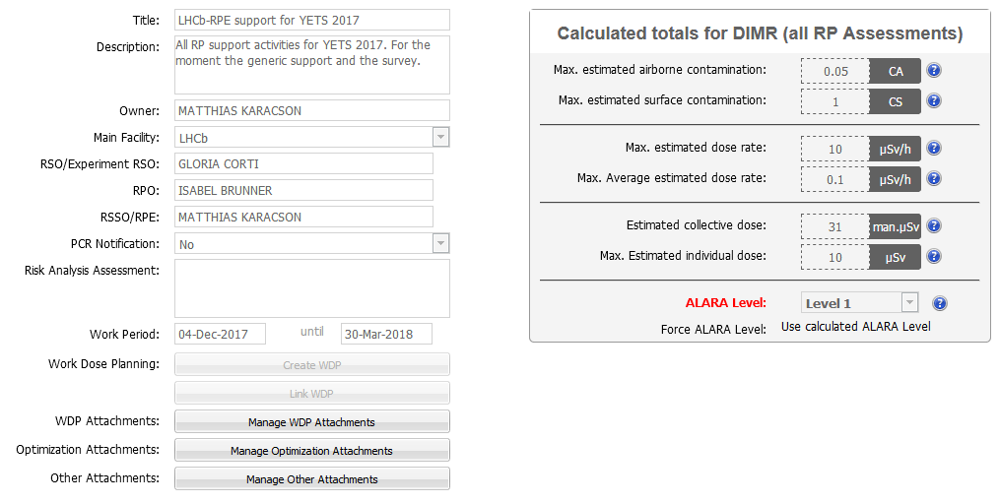 Title: LHCb-RPE support for YETS 2017
Description: All RP support activities for YETS 2017. For the
moment the generic support and the survey.
Owner: MATTHIAS KARACSON
Main Facility: LHCb
RSO/Experiment RSO: GLORIA CORTI
RPO: ISABEL BRUNNER
RSSO/RPE: MATTHIAS KARACSON
PCR Notification: No
Risk Analysis Assessment:
Work Period: 04-Dec-2017 until 30-Mar-2018
Work Dose Planning: Create WDP
Link WDP
WDP Attachments: Manage WDP Attachments
Optimization Attachments: Manage Optimization Attachments
Other Attachments: Manage Other Attachments
Calculated totals for DIMR (all RP Assessments)
Max. estimated airborne contamination: 0.05 CA ?
Max. estimated surface contamination: 1 CS ?
Max. estimated dose rate: 10 µSv/h ?
Max. Average estimated dose rate: 0.1 µSv/h ?
Estimated collective dose: 31 man.µSv ?
Max. Estimated individual dose: 10 µSv ?
ALARA Level: Level 1 ?
Force ALARA Level: Use calculated ALARA Level